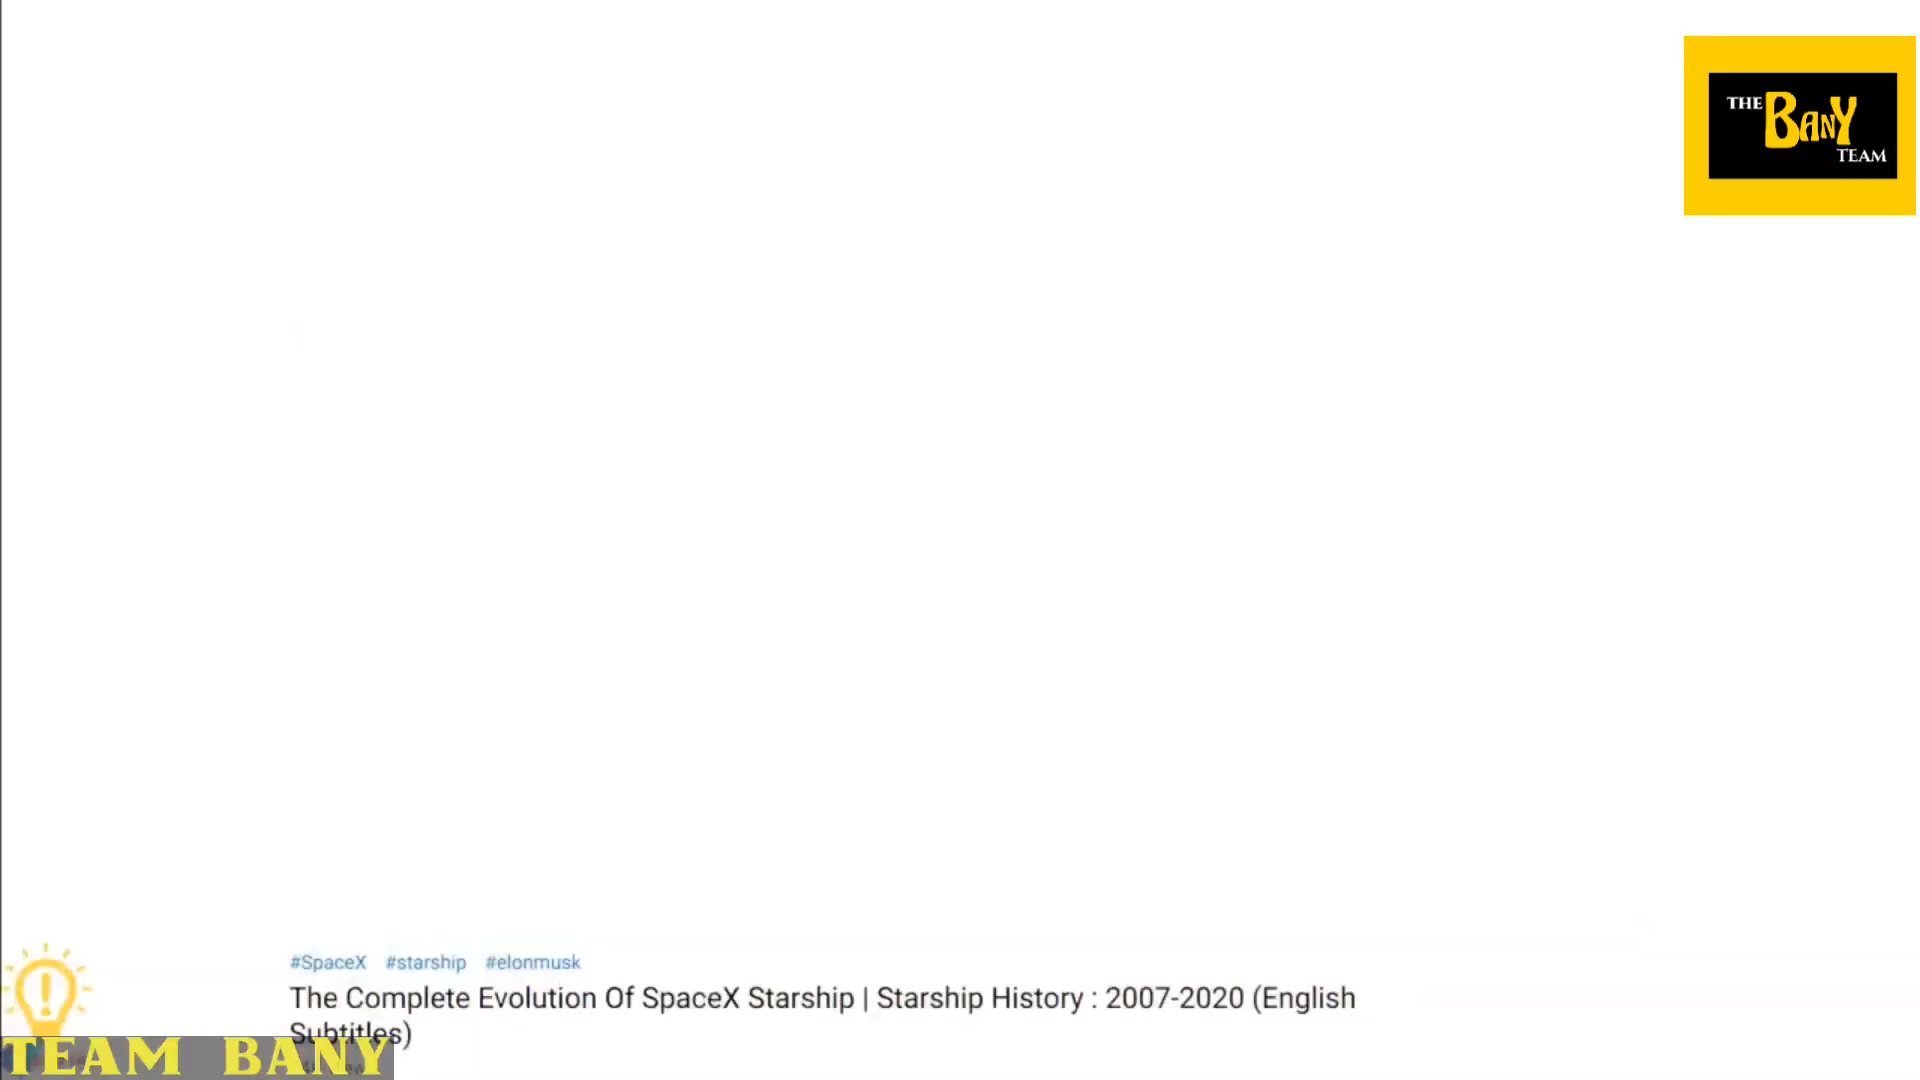 THE
BANY
TEAM
#SpaceX #starship #elonmusk
The Complete Evolution Of SpaceX Starship | Starship History : 2007-2020 (English
Subtitles)
TEAM BANY